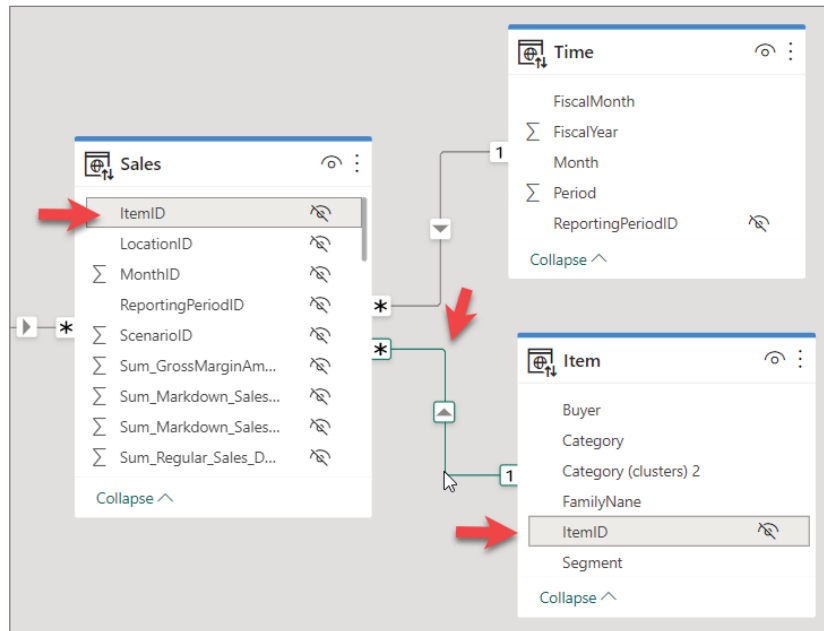 Time
FiscalMonth
∑ FiscalYear
Month
∑ Period
ReportingPeriodID
Collapse
1
Sales
ItemID
LocationID
∑ MonthID
ReportingPeriodID
∑ ScenarioID
∑ Sum_GrossMarginAm...
∑ Sum_Markdown_Sales...
∑ Sum_Markdown_Sales...
∑ Sum_Regular_Sales_D...
Collapse
*
*
*
Item
Buyer
Category
Category (clusters) 2
FamilyNane
ItemID
Segment
Collapse
1